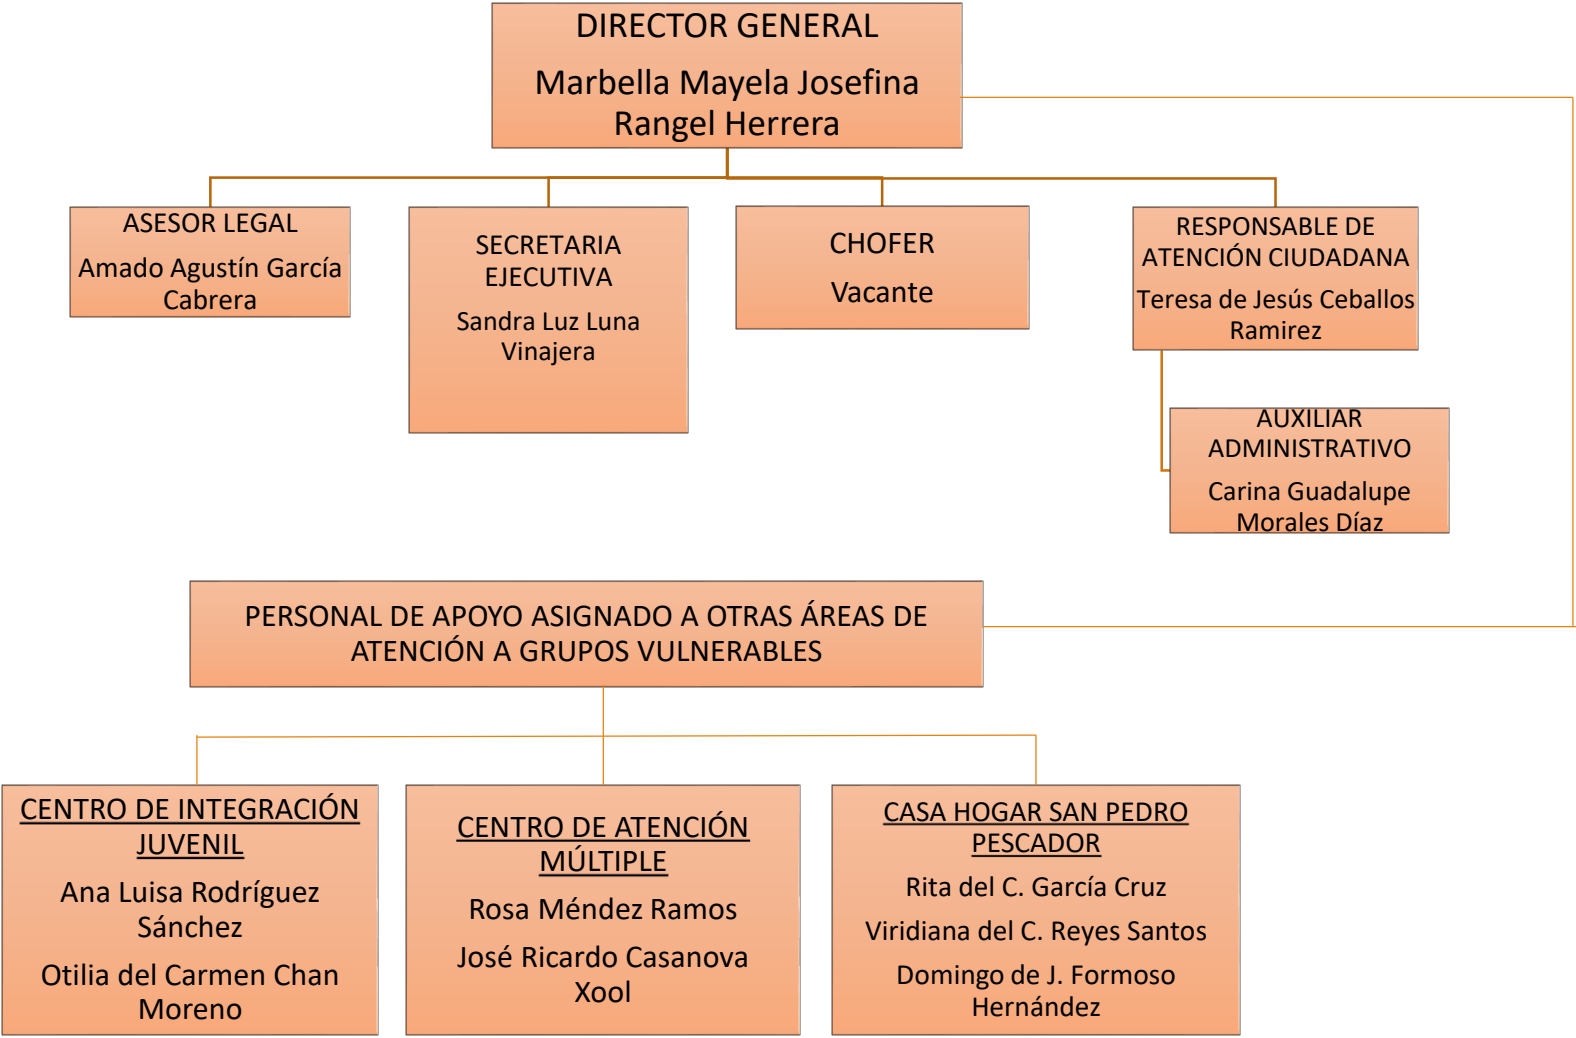 DIRECTOR GENERAL
Marbella Mayela Josefina
Rangel Herrera
ASESOR LEGAL
Amado Agustín García
Cabrera
SECRETARIA
EJECUTIVA
Sandra Luz Luna
Vinajera
CHOFER
Vacante
RESPONSABLE DE
ATENCIÓN CIUDADANA
Teresa de Jesús Ceballos
Ramirez
AUXILIAR
ADMINISTRATIVO
Carina Guadalupe
Morales Díaz
PERSONAL DE APOYO ASIGNADO A OTRAS ÁREAS DE
ATENCIÓN A GRUPOS VULNERABLES
CENTRO DE INTEGRACIÓN
JUVENIL
Ana Luisa Rodríguez
Sánchez
Otilia del Carmen Chan
Moreno
CENTRO DE ATENCIÓN
MÚLTIPLE
Rosa Méndez Ramos
José Ricardo Casanova
Xool
CASA HOGAR SAN PEDRO
PESCADOR
Rita del C. García Cruz
Viridiana del C. Reyes Santos
Domingo de J. Formoso
Hernández